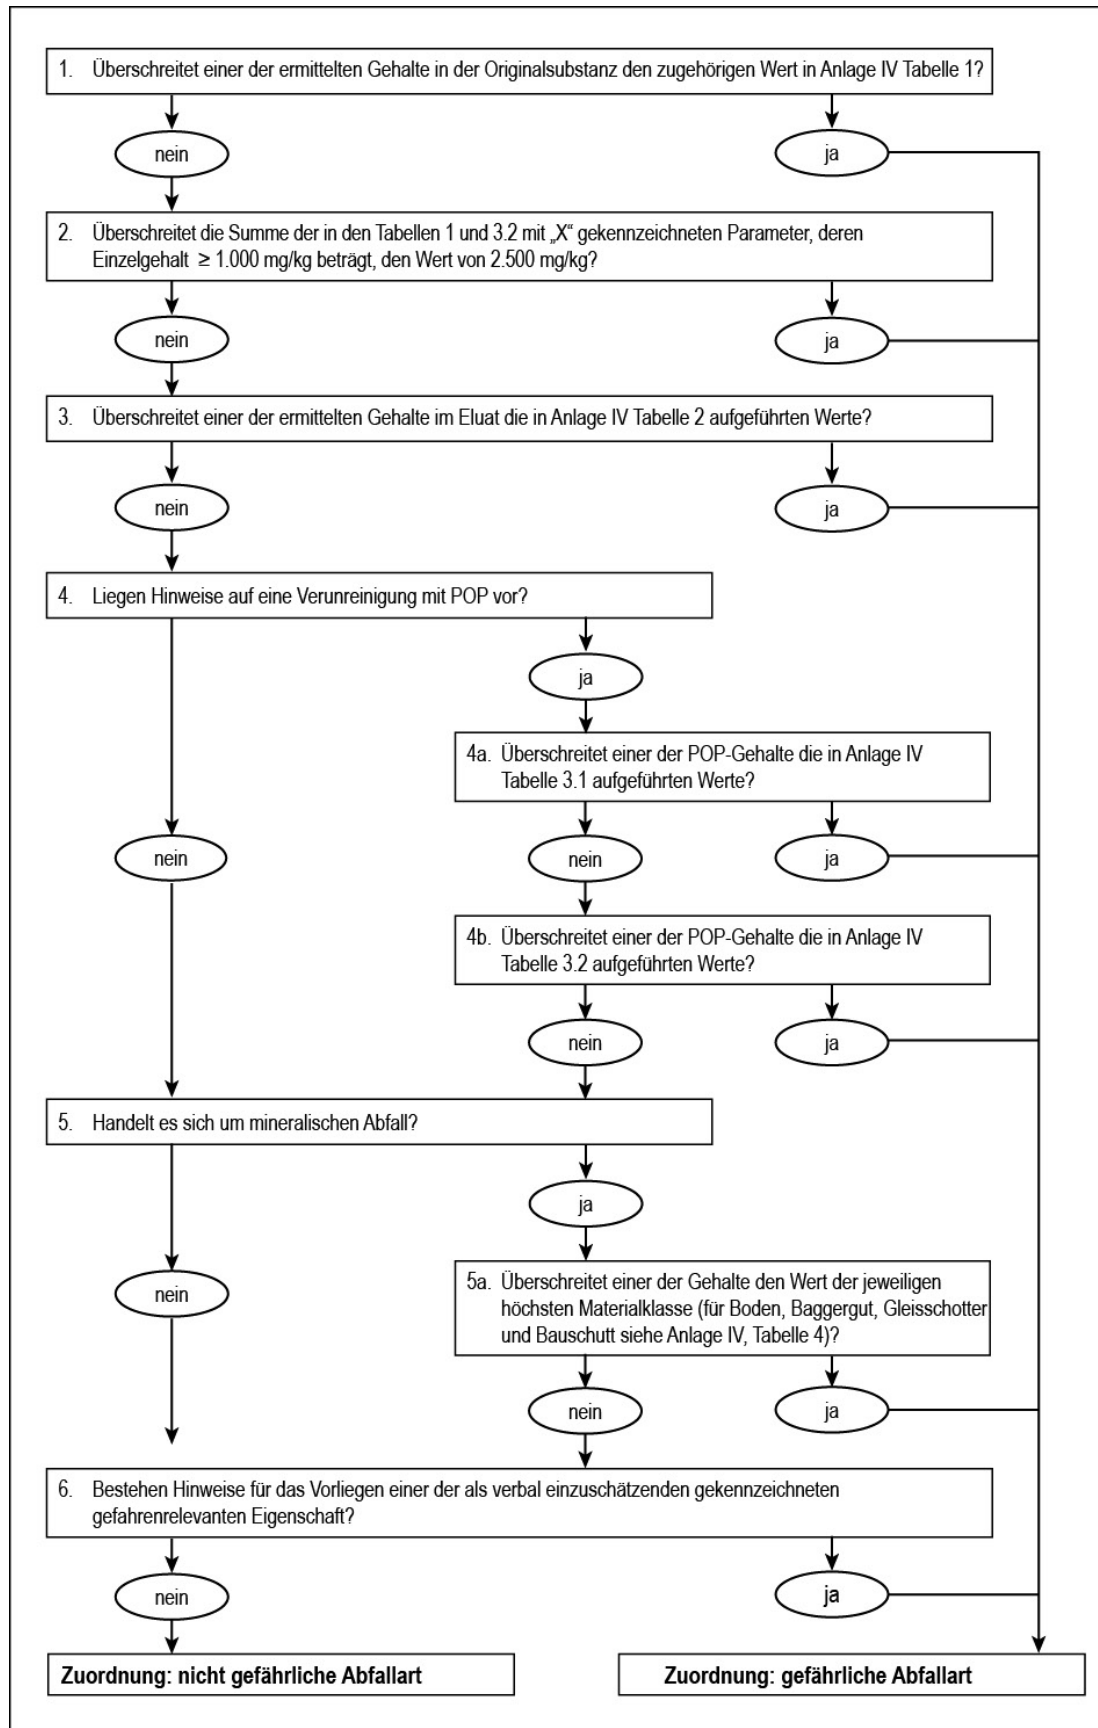 1. Überschreitet einer der ermittelten Gehalte in der Originalsubstanz den zugehörigen Wert in Anlage IV Tabelle 1?
nein
ja
2. Überschreitet die Summe der in den Tabellen 1 und 3.2 mit „X“ gekennzeichneten Parameter, deren
Einzelgehalt ≥ 1.000 mg/kg beträgt, den Wert von 2.500 mg/kg?
nein
ja
3. Überschreitet einer der ermittelten Gehalte im Eluat die in Anlage IV Tabelle 2 aufgeführten Werte?
nein
ja
4. Liegen Hinweise auf eine Verunreinigung mit POP vor?
ja
4a. Überschreitet einer der POP-Gehalte die in Anlage IV
Tabelle 3.1 aufgeführten Werte?
nein
nein
ja
4b. Überschreitet einer der POP-Gehalte die in Anlage IV
Tabelle 3.2 aufgeführten Werte?
nein
ja
5. Handelt es sich um mineralischen Abfall?
ja
5a. Überschreitet einer der Gehalte den Wert der jeweiligen
höchsten Materialklasse (für Boden, Baggergut, Gleisschotter
und Bauschutt siehe Anlage IV, Tabelle 4)?
nein
nein
ja
6. Bestehen Hinweise für das Vorliegen einer der als verbal einzuschätzenden gekennzeichneten
gefahrenrelevanten Eigenschaft?
nein
ja
Zuordnung: nicht gefährliche Abfallart
Zuordnung: gefährliche Abfallart